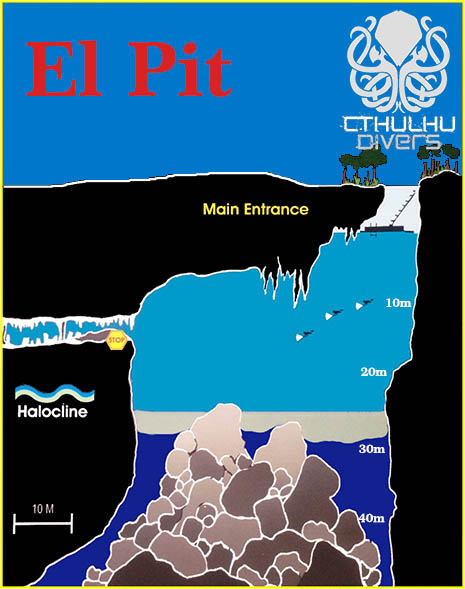 El Pit
CTHULHU
Divers
Main Entrance
10m
STOP
20m
Halocline
30m
10 M
40m